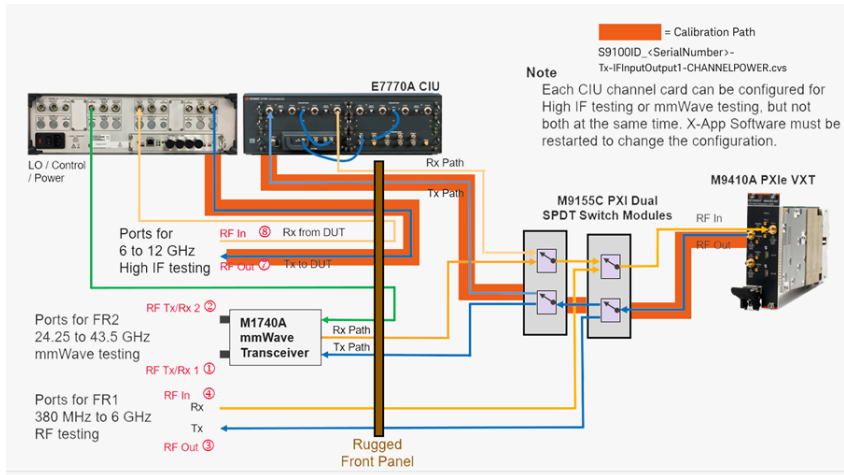 = Calibration Path
S9100ID_<SerialNumber>-
Tx-IFInputOutput1-CHANNELPOWER.cvs
Note
Each CIU channel card can be configured for
High IF testing or mmWave testing, but not
both at the same time. X-App Software must be
restarted to change the configuration.
E7770A CIU
LO / Control
/ Power
Rx Path
Tx Path
M9155C PXI Dual
SPDT Switch Modules
M9410A PXIe VXT
RF In
RF Out
Ports for
6 to 12 GHz
High IF testing
RF In ⑧ Rx from DUT
RF Out ⑦ Tx to DUT
Ports for FR2
24.25 to 43.5 GHz
mmWave testing
RF Tx/Rx 2 ②
M1740A
mmWave
Transceiver
Rx Path
Tx Path
RF Tx/Rx 1 ①
Ports for FR1
380 MHz to 6 GHz
RF testing
RF In ④
Rx
Tx
RF Out ③
Rugged
Front Panel